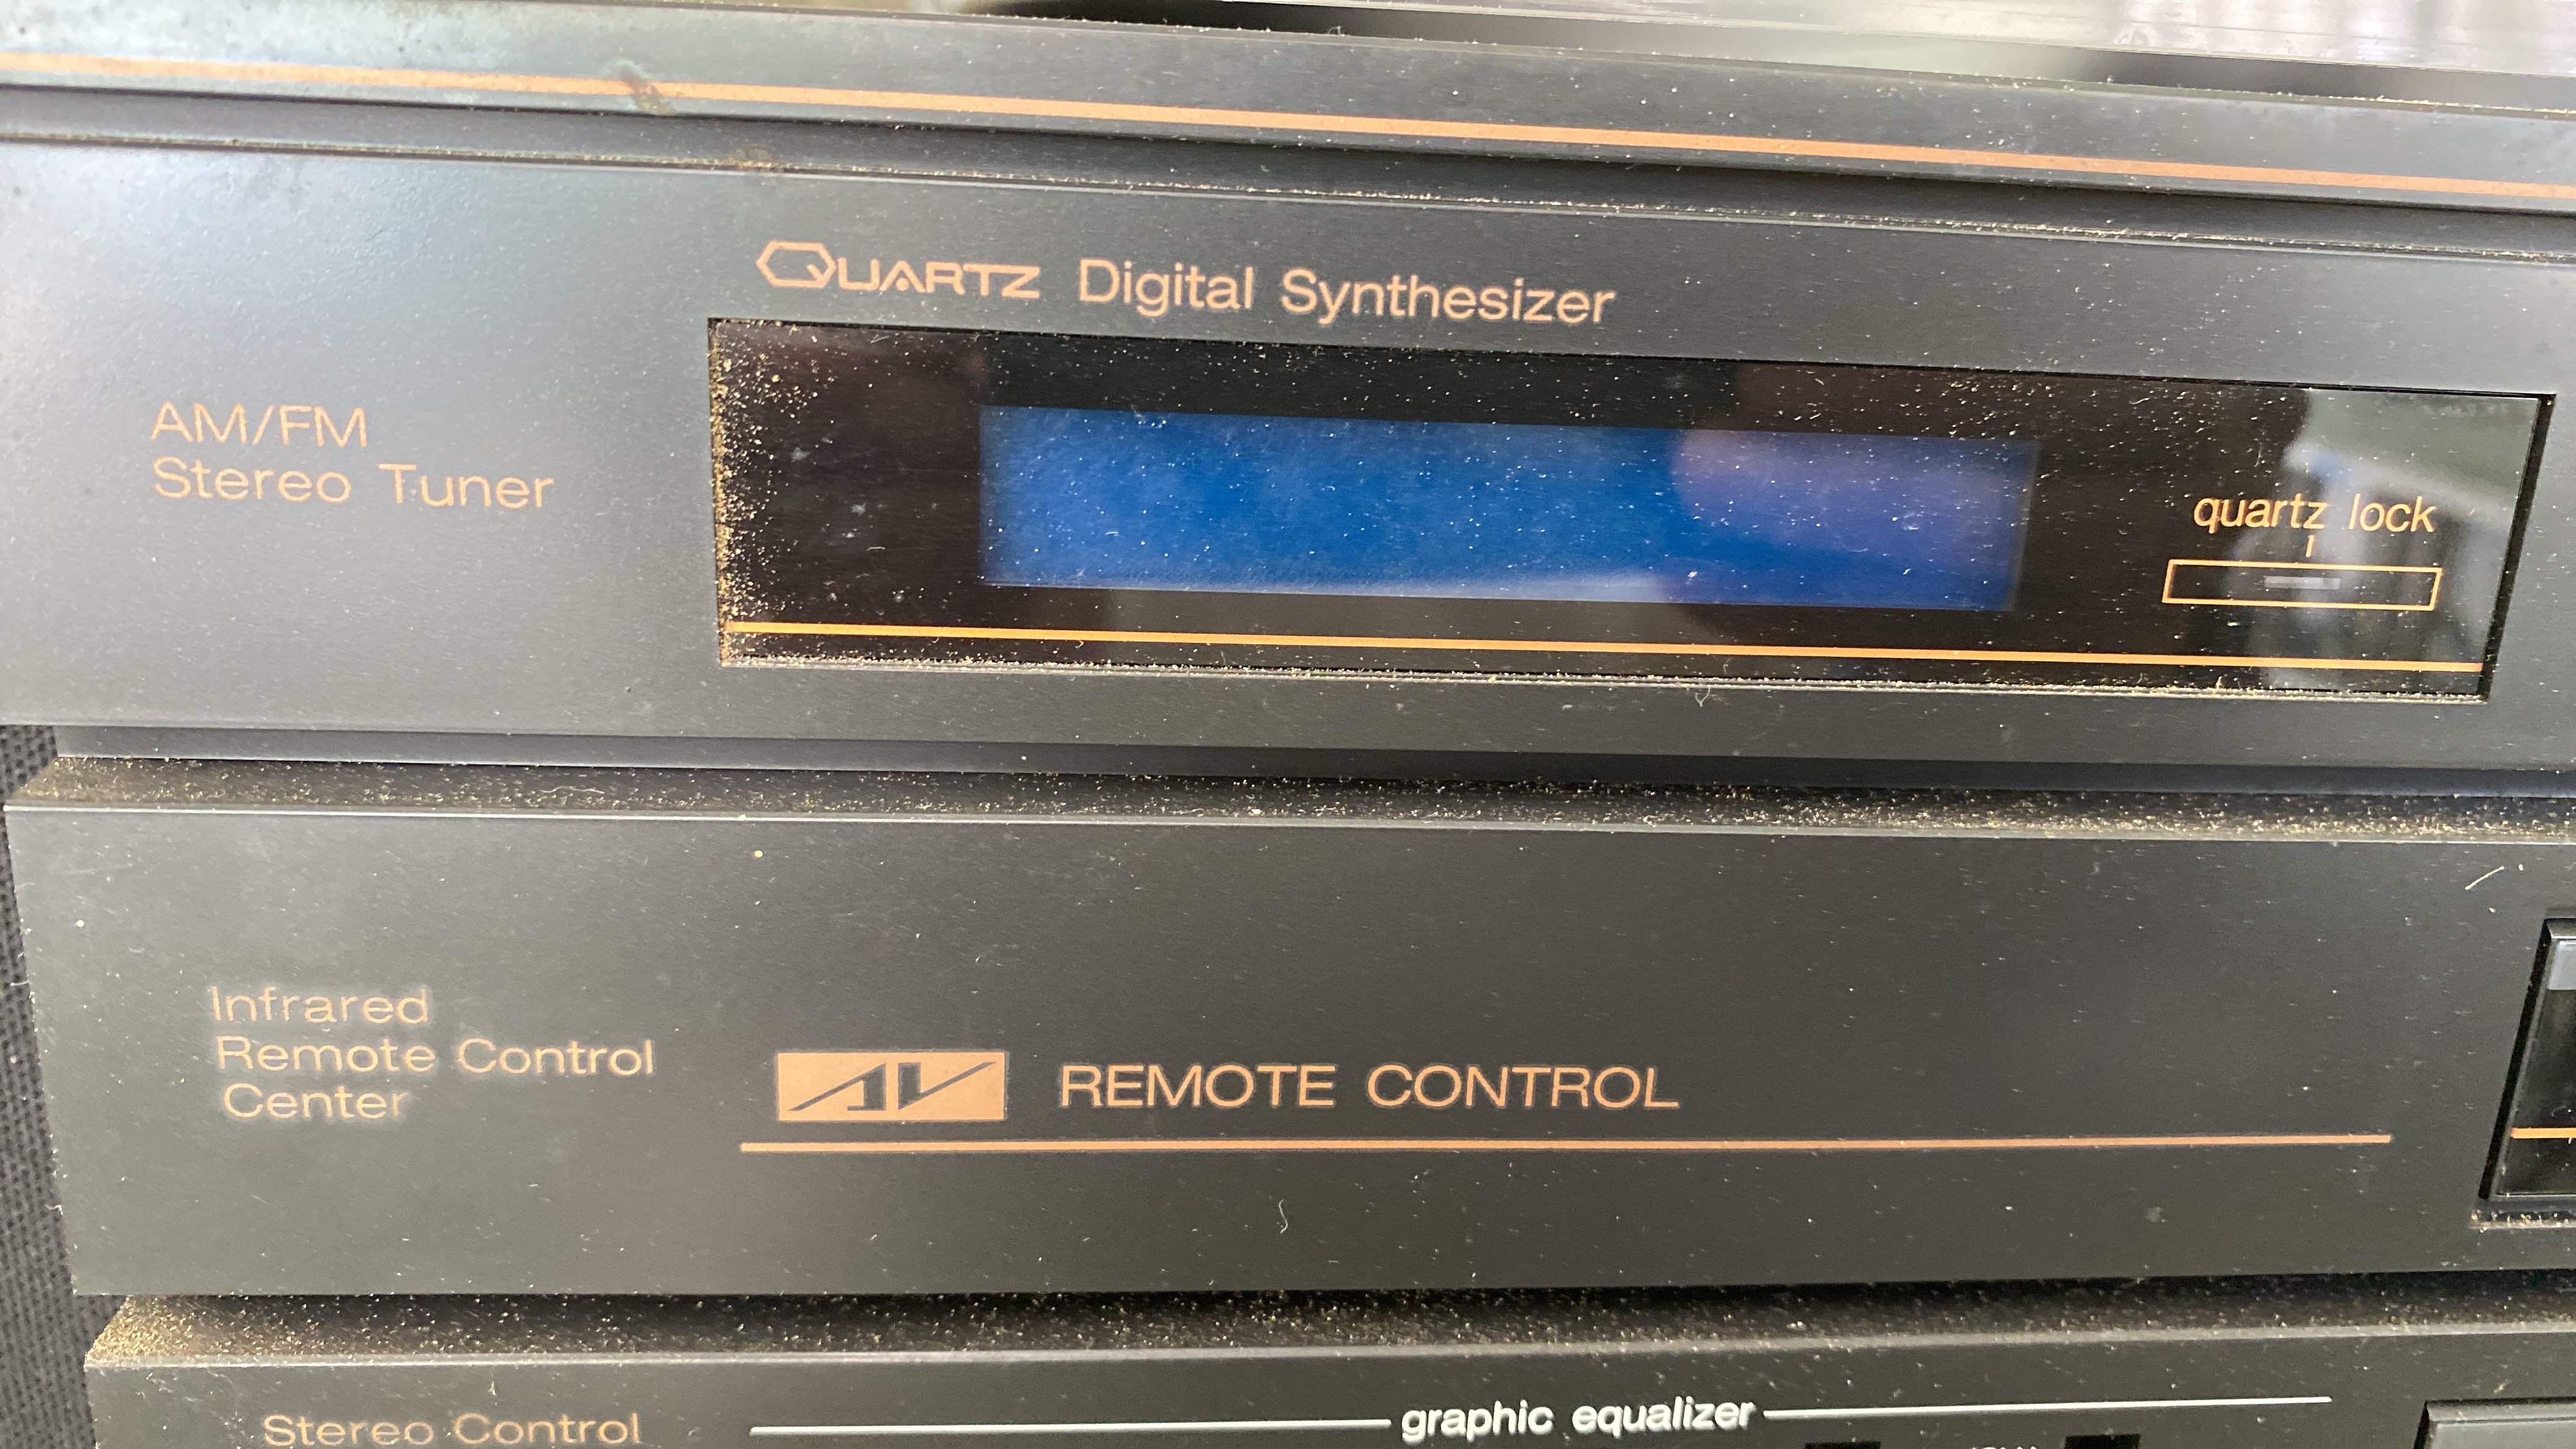 QUARTZ Digital Synthesizer
AM/FM
Stereo Tuner
quartz lock
Infrared
Remote Control
Center
AV REMOTE CONTROL
graphic equalizer
Stereo Control